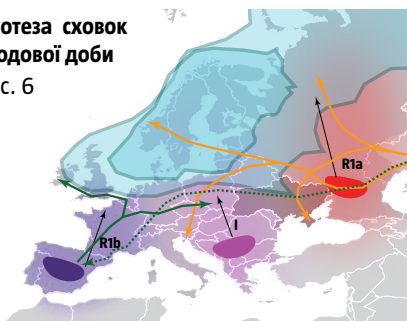 отеза сховок
одової доби
с. 6
R1a
R1b
I